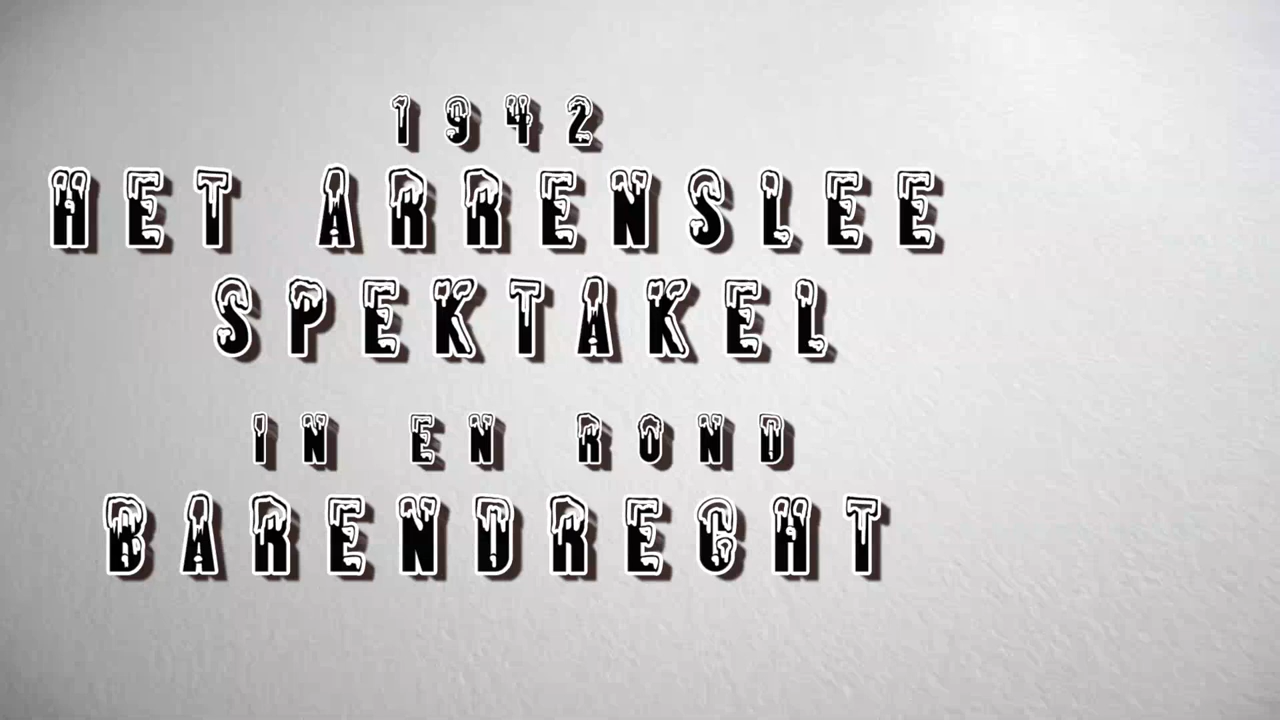 1942
HET ARRENSLEE
SPEKTAKEL
IN EN ROND
BARENDRECHT